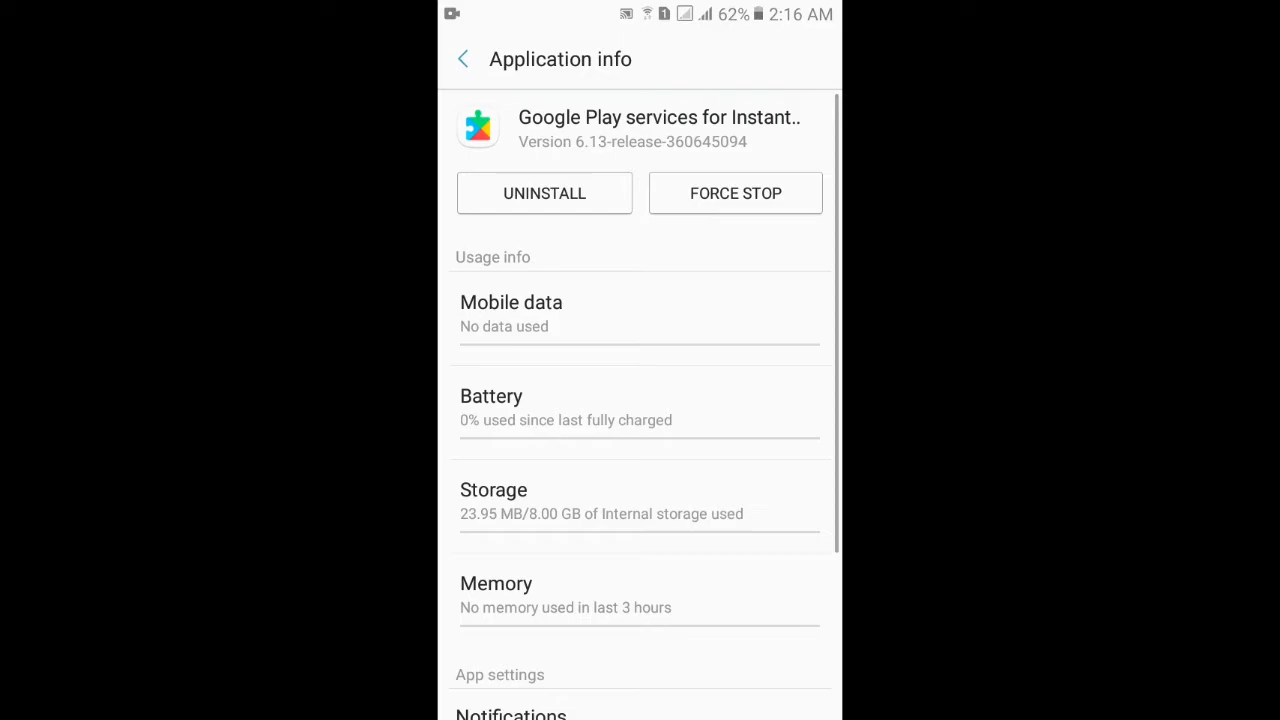 1 62% 2:16 AM
Application info
Google Play services for Instant..
Version 6.13-release-360645094
UNINSTALL FORCE STOP
Usage info
Mobile data
No data used
Battery
0% used since last fully charged
Storage
23.95 MB/8.00 GB of Internal storage used
Memory
No memory used in last 3 hours
App settings
Notifications